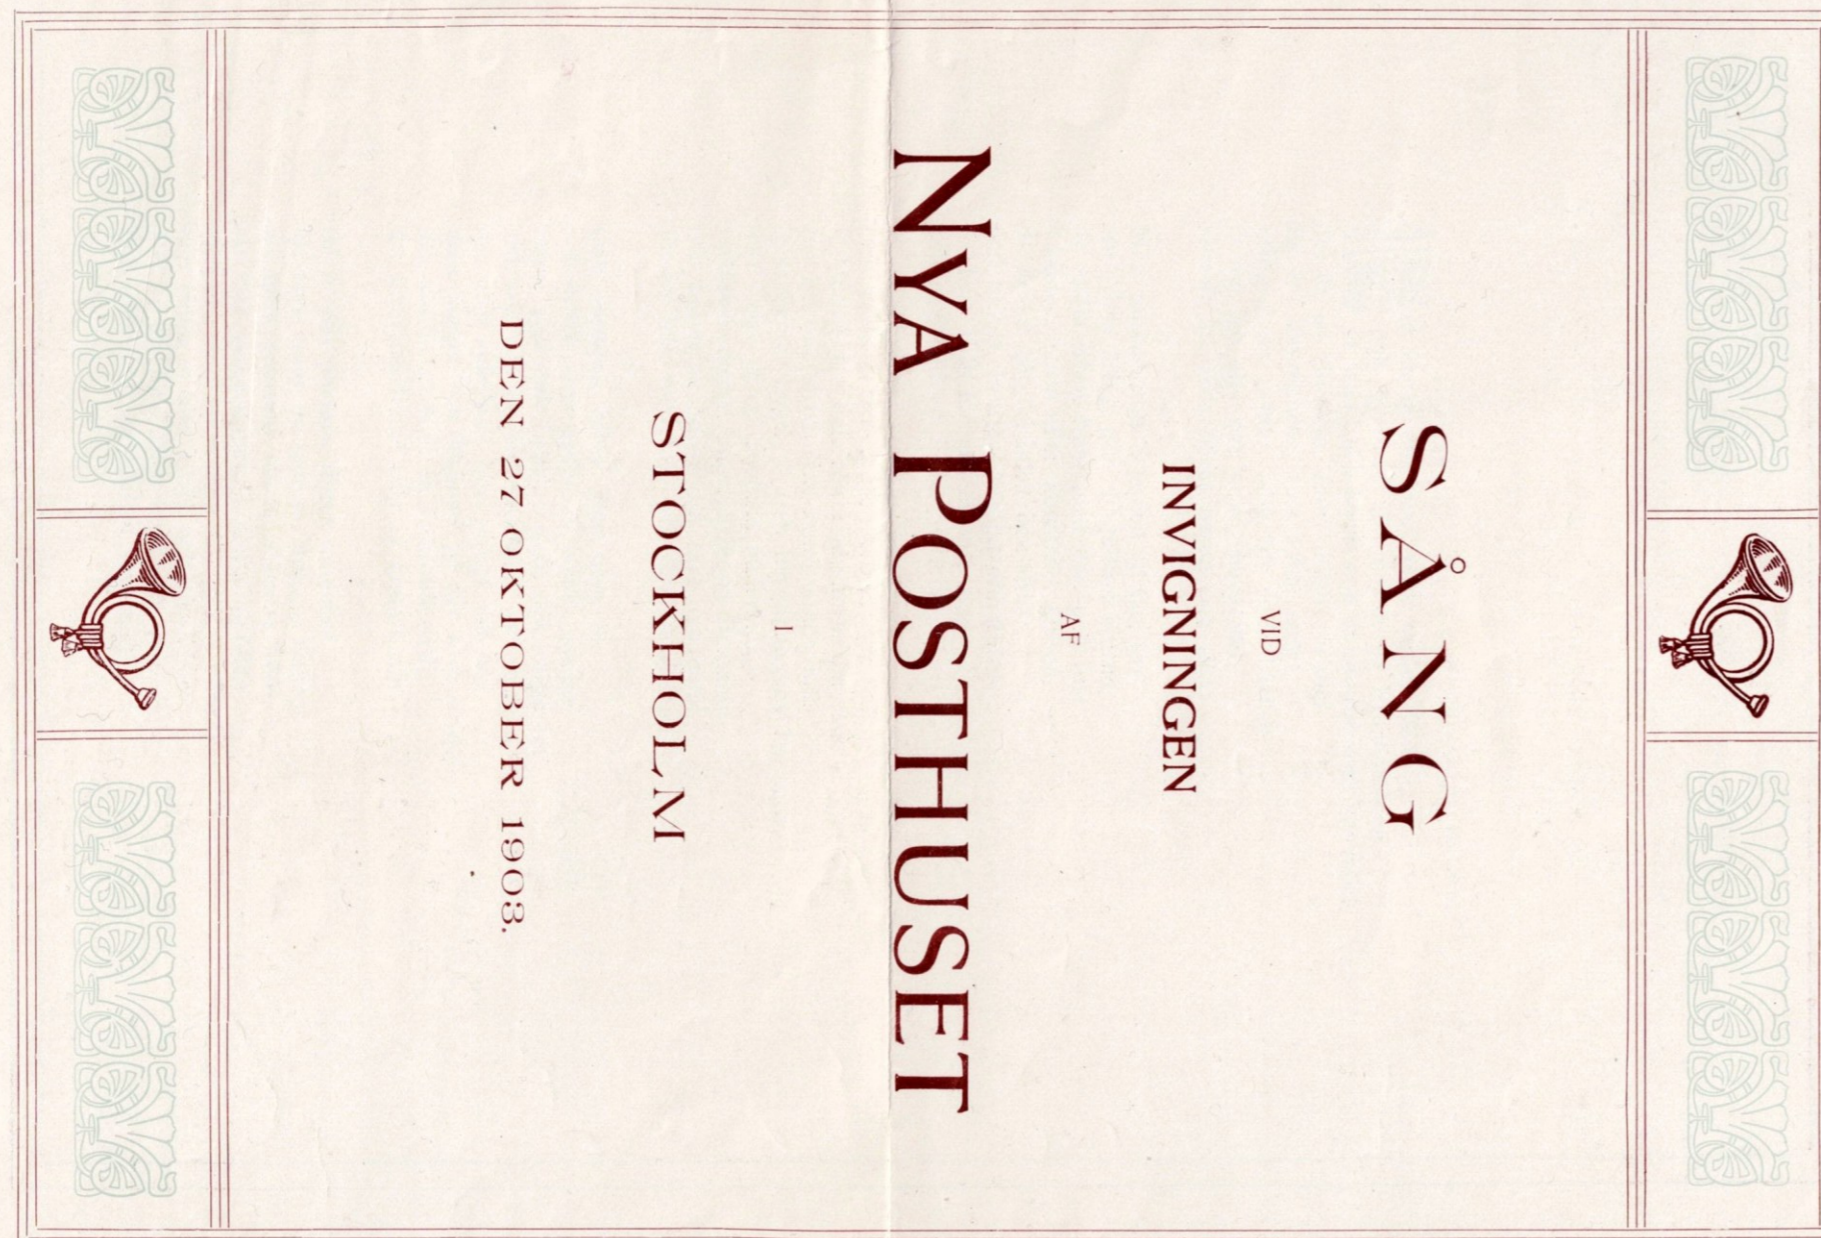 SÅNG
VID
INVIGNINGEN
AF
NYA POSTHUSET
I
STOCKHOLM
DEN 27 OKTOBER 1903.